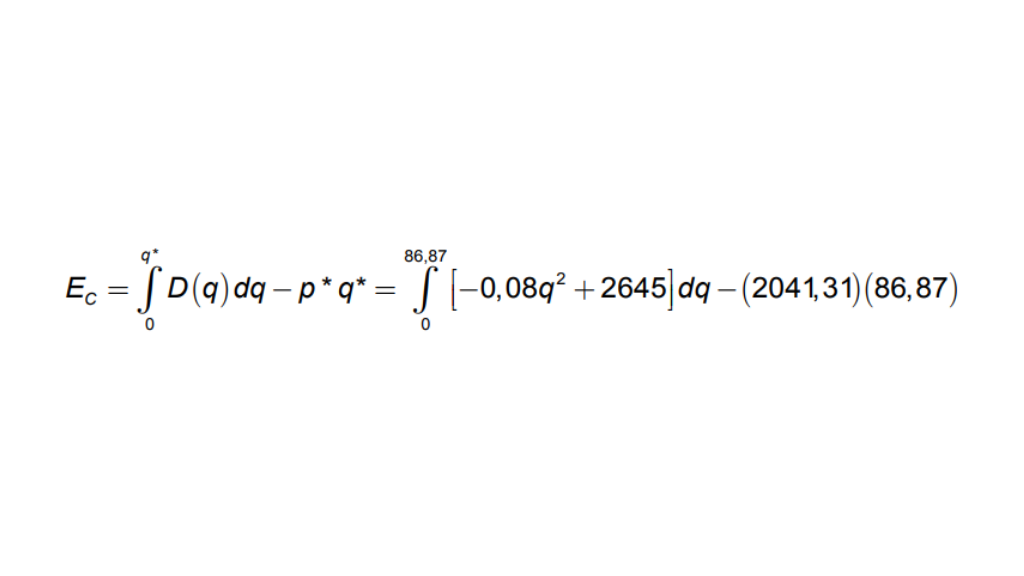 E_c = ∫_0^{q*} D(q) dq − p*q* = ∫_0^{86,87} [−0,08q² + 2645] dq − (2041,31)(86,87)